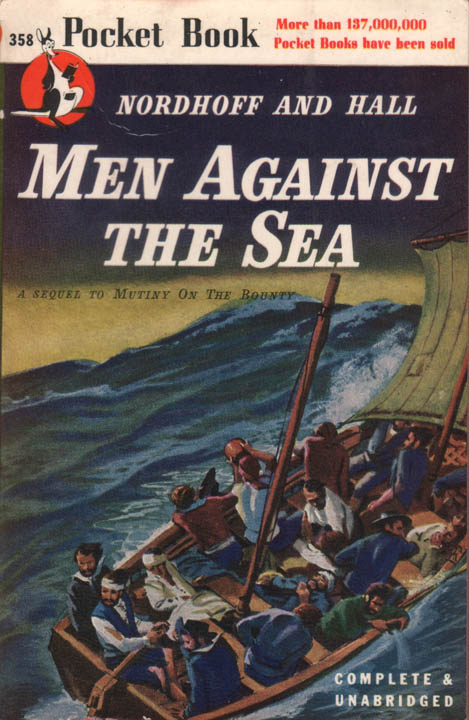 358 Pocket Book
More than 137,000,000
Pocket Books have been sold
NORDHOFF AND HALL
MEN AGAINST
THE SEA
A SEQUEL TO MUTINY ON THE BOUNTY
COMPLETE &
UNABRIDGED